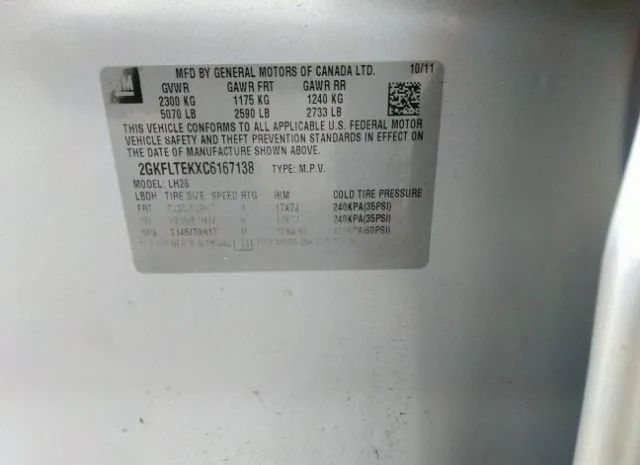 GM
MFD BY GENERAL MOTORS OF CANADA LTD. 10/11
GVWR GAWR FRT GAWR RR
2300 KG 1175 KG 1240 KG
5070 LB 2590 LB 2733 LB
THIS VEHICLE CONFORMS TO ALL APPLICABLE U.S. FEDERAL MOTOR
VEHICLE SAFETY AND THEFT PREVENTION STANDARDS IN EFFECT ON
THE DATE OF MANUFACTURE SHOWN ABOVE.
2GKFLTEKXC6167138 TYPE: M.P.V.
MODEL: LH26
LBDH TIRE SIZE SPEED RTG RIM COLD TIRE PRESSURE
FRT 17X7J 240KPA(35PSI)
240KPA(35PSI)
SPA T145/70R17 (60PSI)